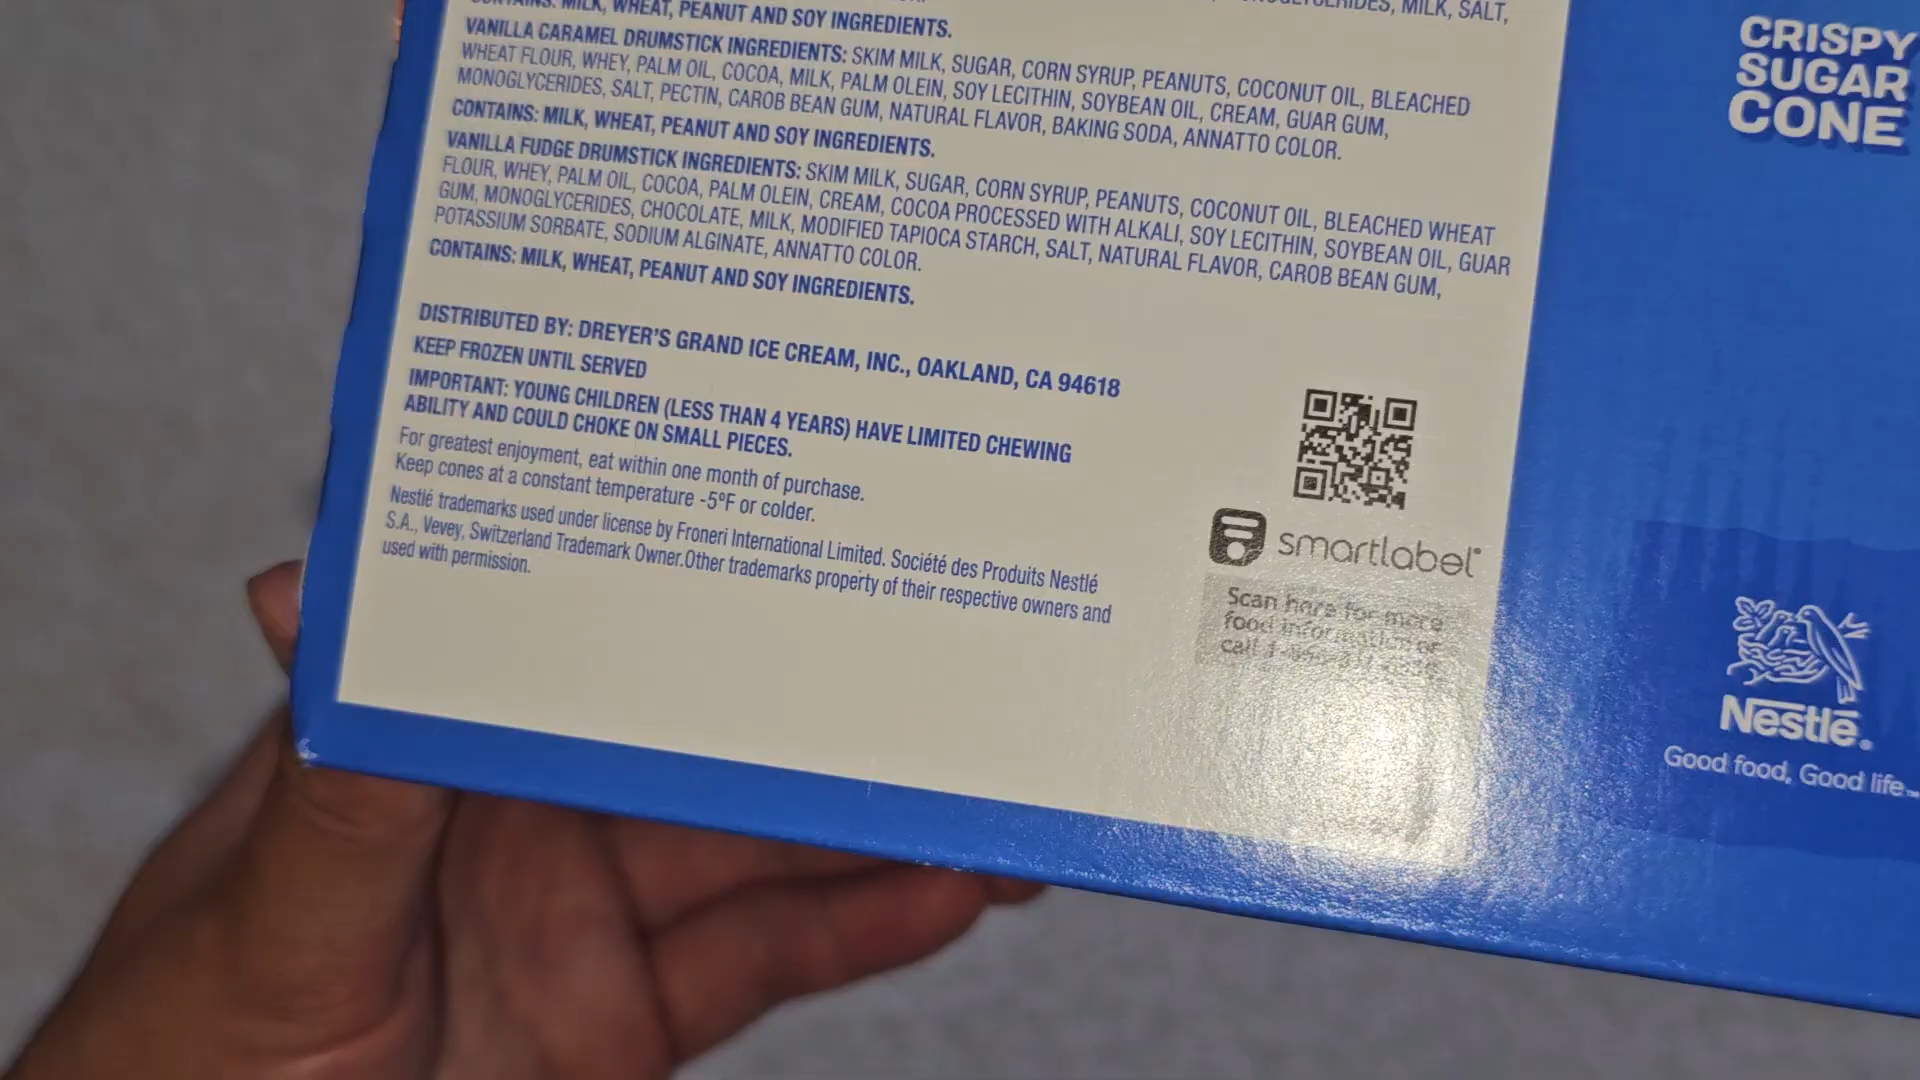 CONTAINS: MILK, WHEAT, PEANUT AND SOY INGREDIENTS.
MILK, SALT,
VANILLA CARAMEL DRUMSTICK INGREDIENTS: SKIM MILK, SUGAR, CORN SYRUP, PEANUTS, COCONUT OIL, BLEACHED
WHEAT FLOUR, WHEY, PALM OIL, COCOA, MILK, PALM OLEIN, SOY LECITHIN, SOYBEAN OIL, CREAM, GUAR GUM,
MONOGLYCERIDES, SALT, PECTIN, CAROB BEAN GUM, NATURAL FLAVOR, BAKING SODA, ANNATTO COLOR.
CONTAINS: MILK, WHEAT, PEANUT AND SOY INGREDIENTS.
VANILLA FUDGE DRUMSTICK INGREDIENTS: SKIM MILK, SUGAR, CORN SYRUP, PEANUTS, COCONUT OIL, BLEACHED WHEAT
FLOUR, WHEY, PALM OIL, COCOA, PALM OLEIN, CREAM, COCOA PROCESSED WITH ALKALI, SOY LECITHIN, SOYBEAN OIL, GUAR
GUM, MONOGLYCERIDES, CHOCOLATE, MILK, MODIFIED TAPIOCA STARCH, SALT, NATURAL FLAVOR, CAROB BEAN GUM,
POTASSIUM SORBATE, SODIUM ALGINATE, ANNATTO COLOR.
CONTAINS: MILK, WHEAT, PEANUT AND SOY INGREDIENTS.
DISTRIBUTED BY: DREYER'S GRAND ICE CREAM, INC., OAKLAND, CA 94618
KEEP FROZEN UNTIL SERVED
IMPORTANT: YOUNG CHILDREN (LESS THAN 4 YEARS) HAVE LIMITED CHEWING
ABILITY AND COULD CHOKE ON SMALL PIECES.
For greatest enjoyment, eat within one month of purchase.
Keep cones at a constant temperature -5°F or colder.
Nestlé trademarks used under license by Froneri International Limited. Société des Produits Nestlé
S.A., Vevey, Switzerland Trademark Owner.Other trademarks property of their respective owners and
used with permission.
smartlabel
Scan here for more
food information or
call
CRISPY
SUGAR
CONE
Nestlé.
Good food, Good life™